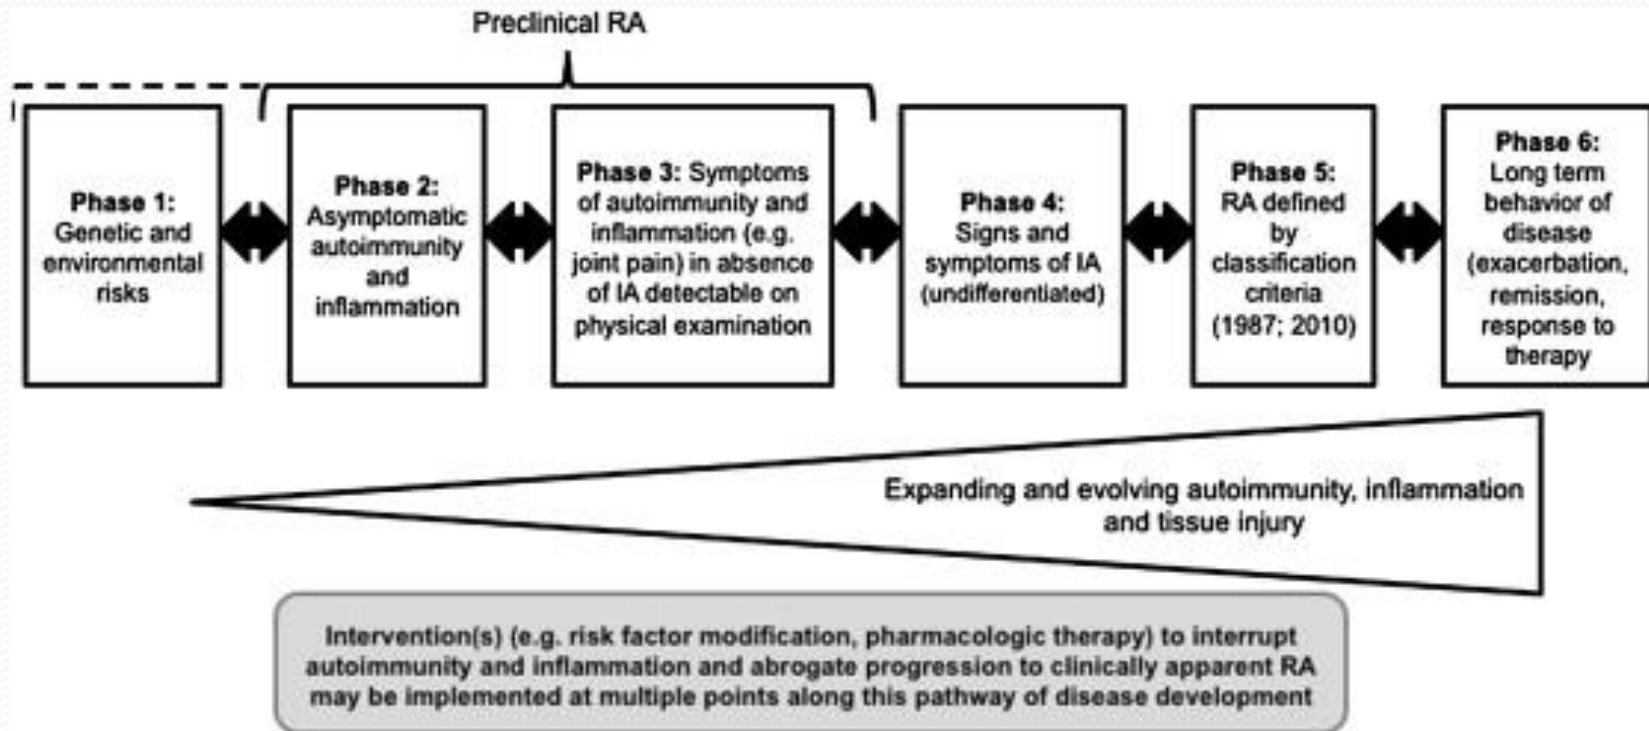 Preclinical RA
Phase 1:
Genetic and
environmental
risks
Phase 2:
Asymptomatic
autoimmunity
and
inflammation
Phase 3: Symptoms
of autoimmunity and
inflammation (e.g.
joint pain) in absence
of IA detectable on
physical examination
Phase 4:
Signs and
symptoms of IA
(undifferentiated)
Phase 5:
RA defined
by
classification
criteria
(1987; 2010)
Phase 6:
Long term
behavior of
disease
(exacerbation,
remission,
response to
therapy
Expanding and evolving autoimmunity, inflammation
and tissue injury
Intervention(s) (e.g. risk factor modification, pharmacologic therapy) to interrupt
autoimmunity and inflammation and abrogate progression to clinically apparent RA
may be implemented at multiple points along this pathway of disease development